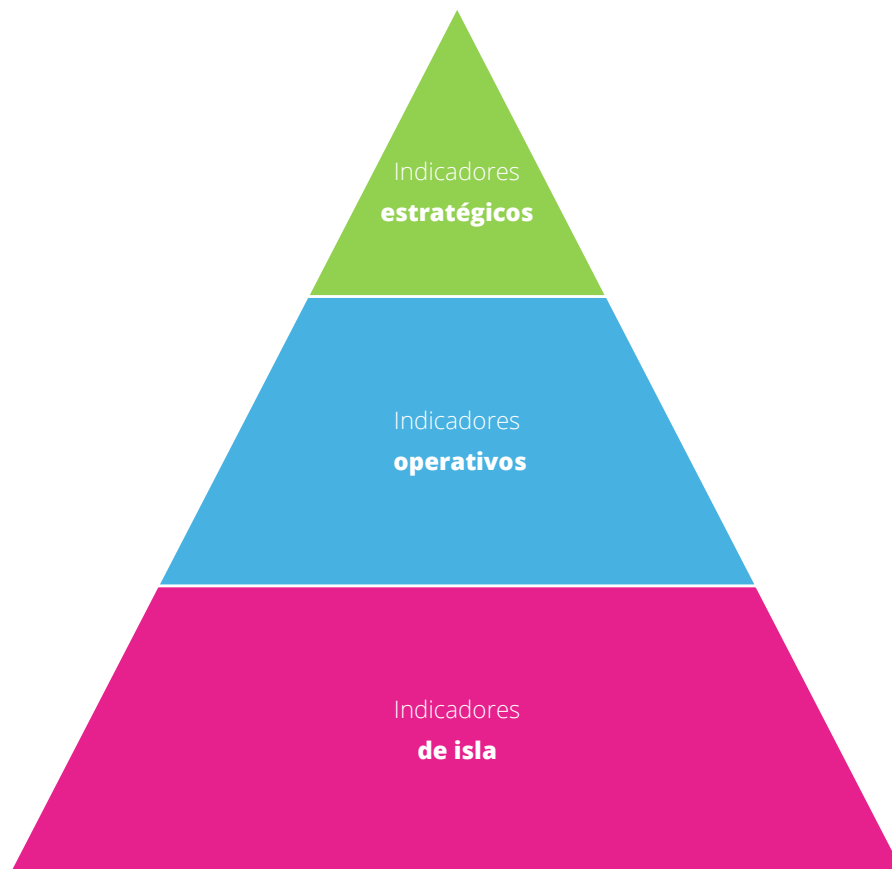 Indicadores
estratégicos
Indicadores
operativos
Indicadores
de isla